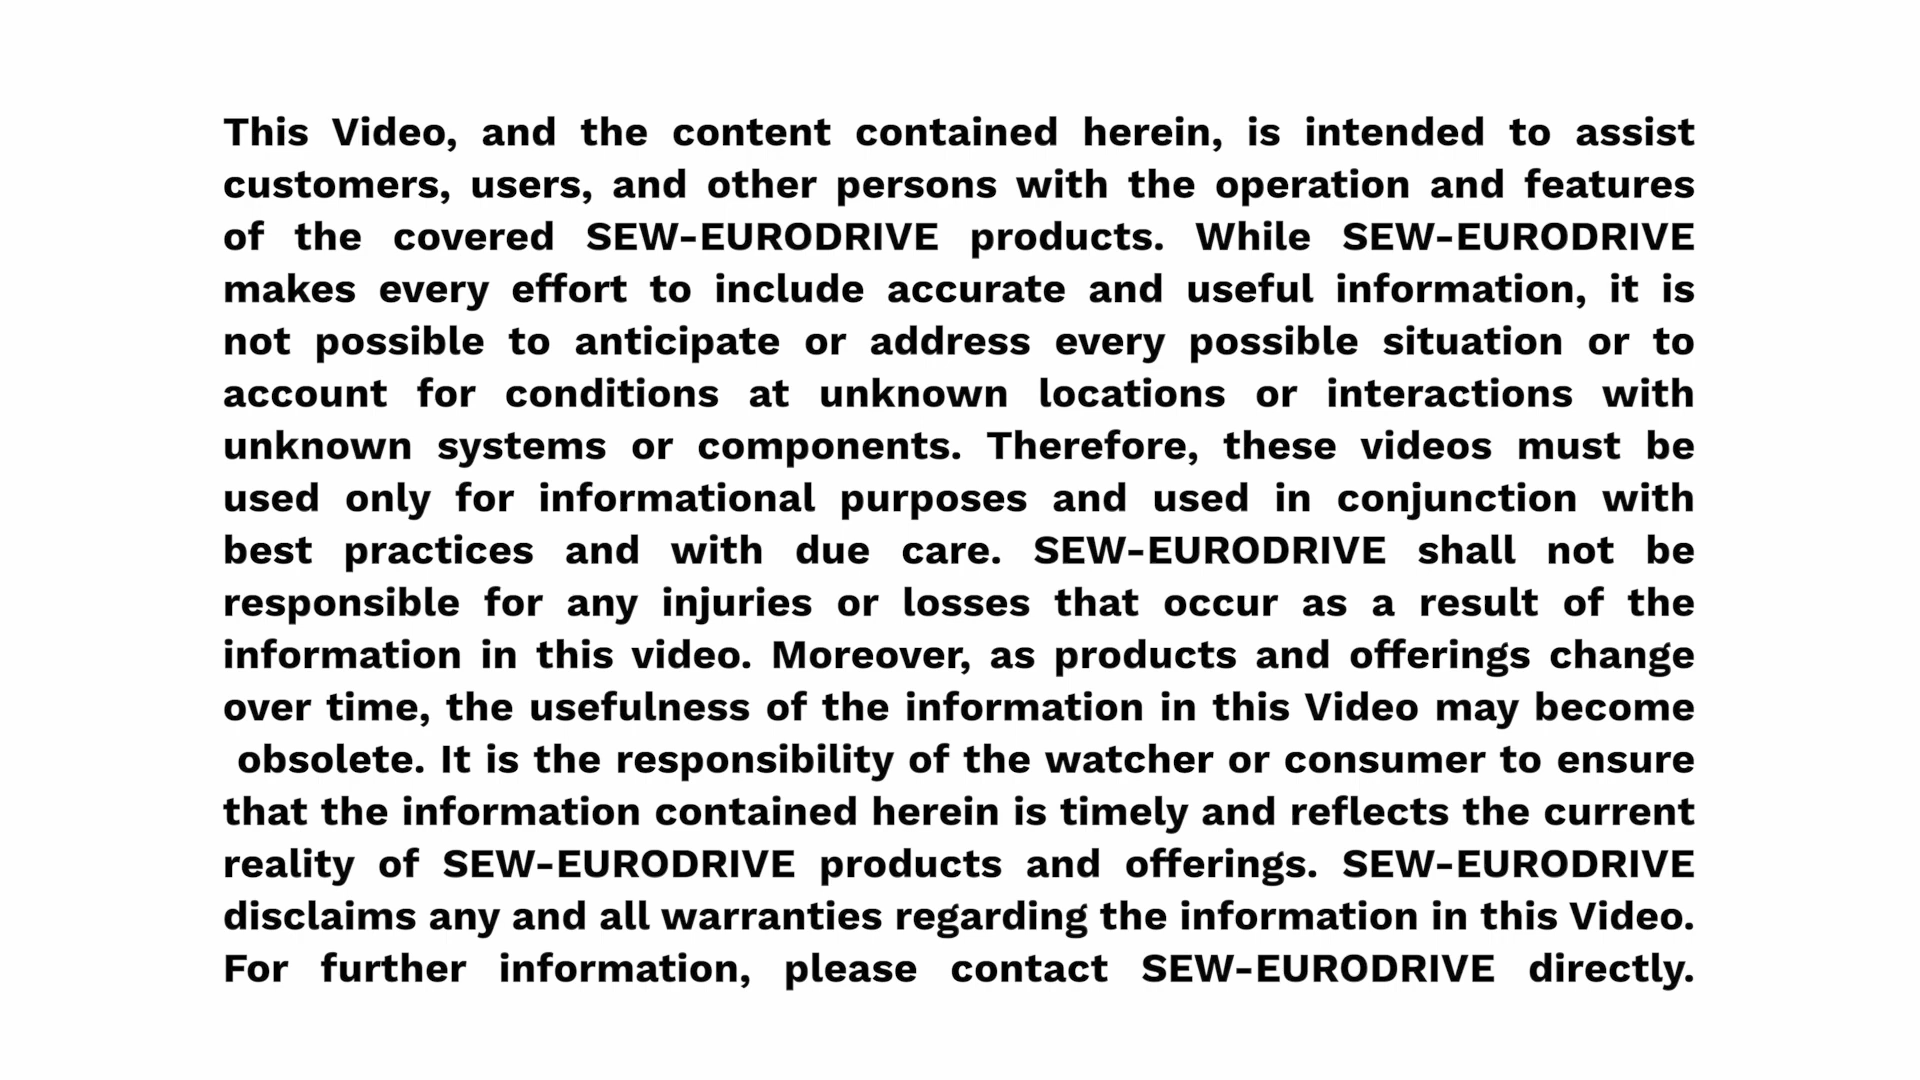 This Video, and the content contained herein, is intended to assist
customers, users, and other persons with the operation and features
of the covered SEW-EURODRIVE products. While SEW-EURODRIVE
makes every effort to include accurate and useful information, it is
not possible to anticipate or address every possible situation or to
account for conditions at unknown locations or interactions with
unknown systems or components. Therefore, these videos must be
used only for informational purposes and used in conjunction with
best practices and with due care. SEW-EURODRIVE shall not be
responsible for any injuries or losses that occur as a result of the
information in this video. Moreover, as products and offerings change
over time, the usefulness of the information in this Video may become
obsolete. It is the responsibility of the watcher or consumer to ensure
that the information contained herein is timely and reflects the current
reality of SEW-EURODRIVE products and offerings. SEW-EURODRIVE
disclaims any and all warranties regarding the information in this Video.
For further information, please contact SEW-EURODRIVE directly.